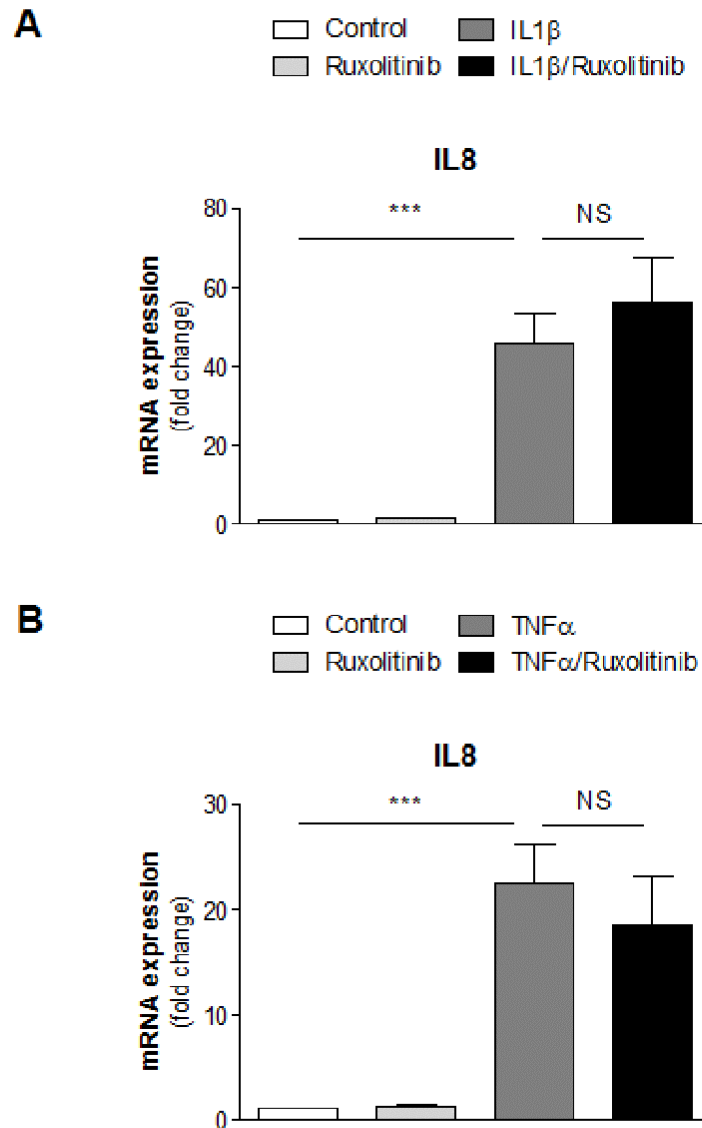 A
Control IL1β
Ruxolitinib IL1β/Ruxolitinib
IL8
*** NS
80
60
40
20
0
mRNA expression
(fold change)
B
Control TNFα
Ruxolitinib TNFα/Ruxolitinib
IL8
*** NS
30
20
10
0
mRNA expression
(fold change)